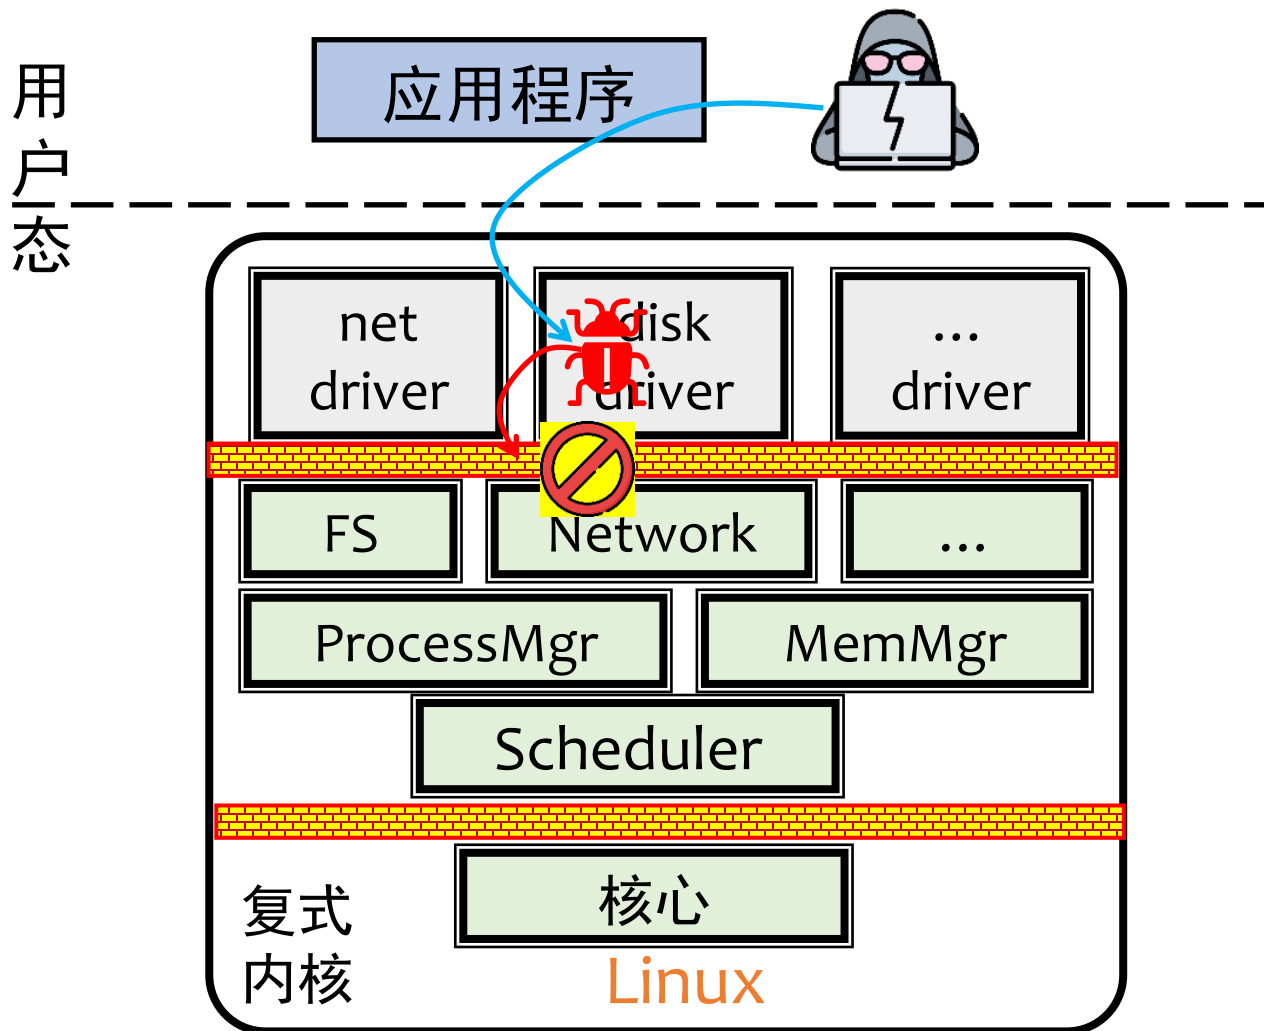 用
户
态
应用程序
net
driver
disk
driver
...
driver
FS
Network
...
ProcessMgr
MemMgr
Scheduler
核心
复式
内核
Linux